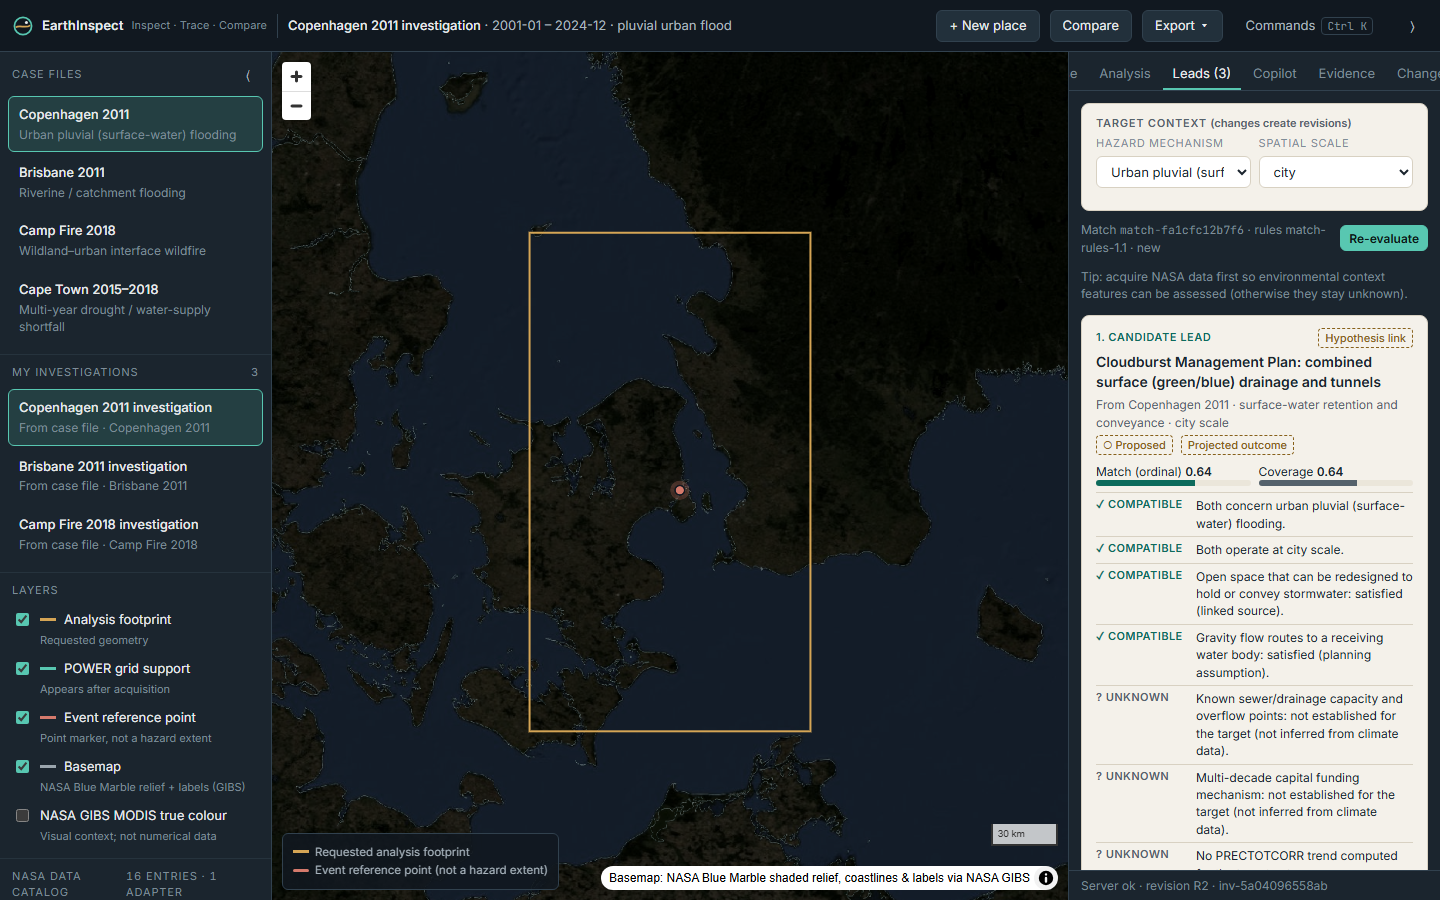 EarthInspect Inspect · Trace · Compare
Copenhagen 2011 investigation · 2001-01 – 2024-12 · pluvial urban flood
+ New place
Compare
Export
Commands Ctrl K
CASE FILES
Copenhagen 2011
Urban pluvial (surface-water) flooding
Brisbane 2011
Riverine / catchment flooding
Camp Fire 2018
Wildland–urban interface wildfire
Cape Town 2015–2018
Multi-year drought / water-supply
shortfall
MY INVESTIGATIONS 3
Copenhagen 2011 investigation
From case file · Copenhagen 2011
Brisbane 2011 investigation
From case file · Brisbane 2011
Camp Fire 2018 investigation
From case file · Camp Fire 2018
LAYERS
Analysis footprint
Requested geometry
POWER grid support
Appears after acquisition
Event reference point
Point marker, not a hazard extent
Basemap
NASA Blue Marble relief + labels (GIBS)
NASA GIBS MODIS true colour
Visual context; not numerical data
NASA DATA
CATALOG
16 ENTRIES · 1
ADAPTER
+
−
Requested analysis footprint
Event reference point (not a hazard extent)
30 km
Basemap: NASA Blue Marble shaded relief, coastlines & labels via NASA GIBS
e Analysis Leads (3) Copilot Evidence Change
TARGET CONTEXT (changes create revisions)
HAZARD MECHANISM
Urban pluvial (surf
SPATIAL SCALE
city
Match match-fa1cfc12b7f6 · rules match-
rules-1.1 · new
Re-evaluate
Tip: acquire NASA data first so environmental context
features can be assessed (otherwise they stay unknown).
1. CANDIDATE LEAD
Hypothesis link
Cloudburst Management Plan: combined
surface (green/blue) drainage and tunnels
From Copenhagen 2011 · surface-water retention and
conveyance · city scale
Proposed
Projected outcome
Match (ordinal) 0.64
Coverage 0.64
✓ COMPATIBLE Both concern urban pluvial (surface-
water) flooding.
✓ COMPATIBLE Both operate at city scale.
✓ COMPATIBLE Open space that can be redesigned to
hold or convey stormwater: satisfied
(linked source).
✓ COMPATIBLE Gravity flow routes to a receiving
water body: satisfied (planning
assumption).
? UNKNOWN Known sewer/drainage capacity and
overflow points: not established for
the target (not inferred from climate
data).
? UNKNOWN Multi-decade capital funding
mechanism: not established for the
target (not inferred from climate
data).
? UNKNOWN No PRECTOTCORR trend computed
Server ok · revision R2 · inv-5a04096558ab